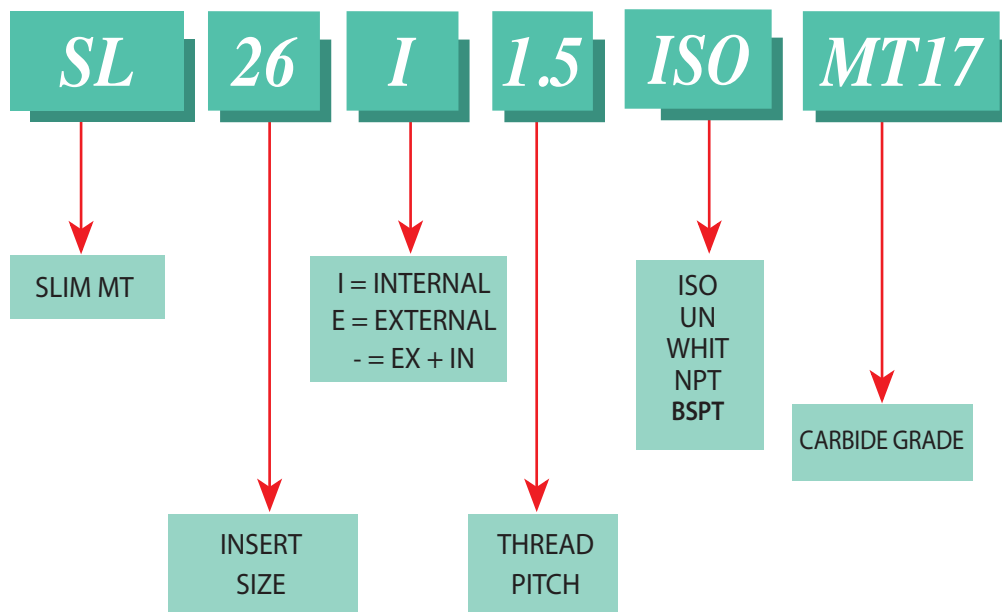 SL 26 I 1.5 ISO MT17
SLIM MT
I = INTERNAL
E = EXTERNAL
- = EX + IN
ISO
UN
WHIT
NPT
BSPT
CARBIDE GRADE
INSERT
SIZE
THREAD
PITCH